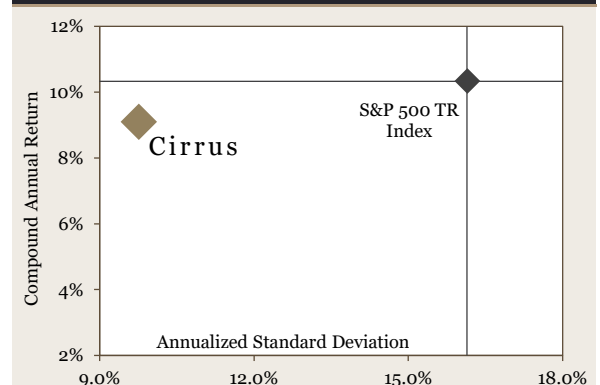 12%
10%
8%
6%
4%
2%
Compound Annual Return
S&P 500 TR
Index
Cirrus
Annualized Standard Deviation
9.0%
12.0%
15.0%
18.0%